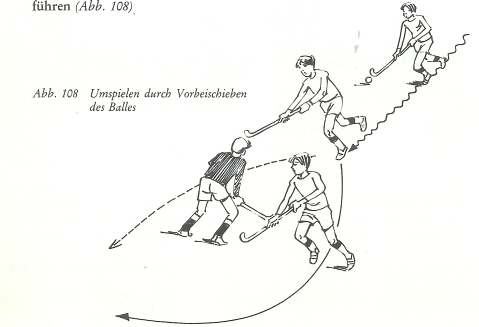 führen (Abb. 108)
Abb. 108 Umspielen durch Vorbeischieben
des Balles